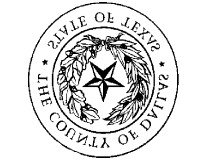 STATE OF TEXAS
★ THE COUNTY OF DALLAS ★